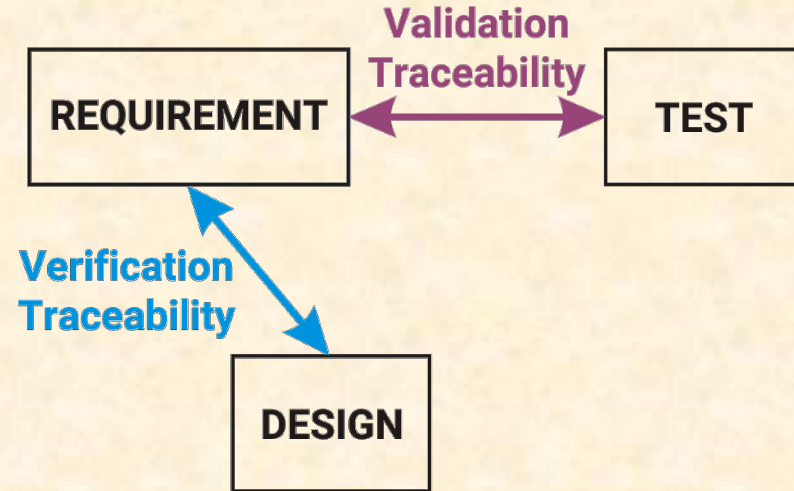 Validation
Traceability
REQUIREMENT
TEST
Verification
Traceability
DESIGN